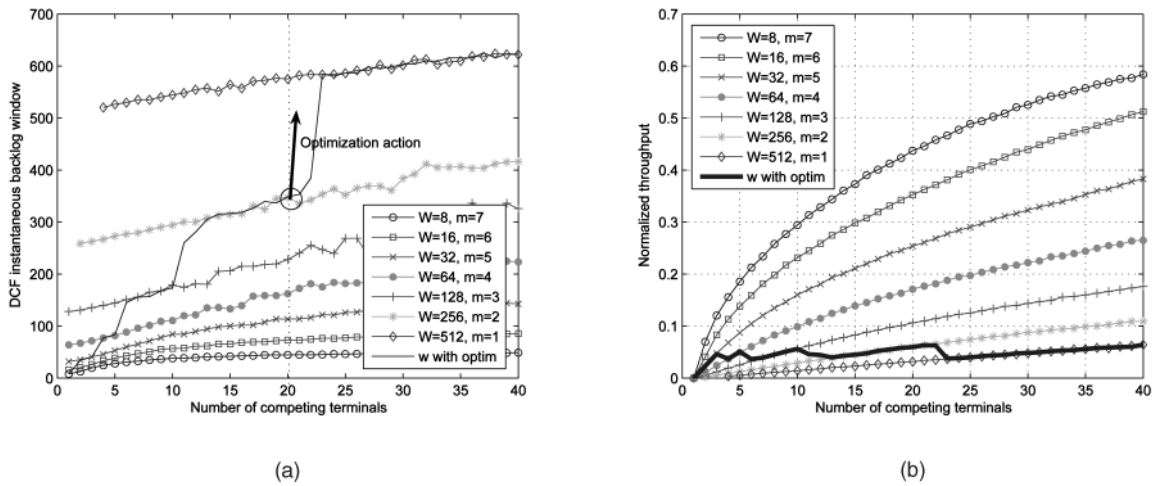 700
600
500
400
300
200
100
0
DCF instantaneous backlog window
Optimization action
W=8, m=7
W=16, m=6
W=32, m=5
W=64, m=4
W=128, m=3
W=256, m=2
W=512, m=1
w with optim
0 5 10 15 20 25 30 35 40
Number of competing terminals
(a)
0.7
0.6
0.5
0.4
0.3
0.2
0.1
0
Normalized throughput
W=8, m=7
W=16, m=6
W=32, m=5
W=64, m=4
W=128, m=3
W=256, m=2
W=512, m=1
w with optim
0 5 10 15 20 25 30 35 40
Number of competing terminals
(b)